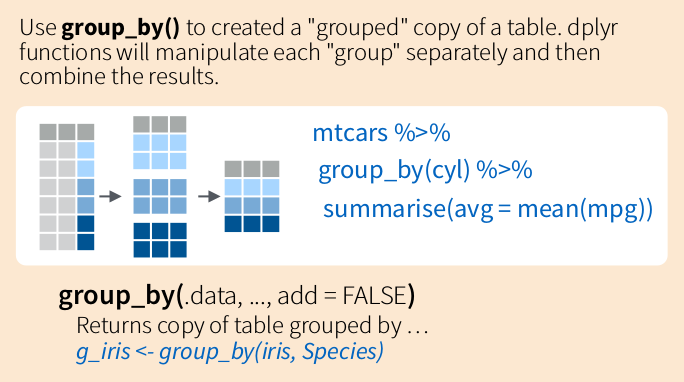 Use group_by() to created a "grouped" copy of a table. dplyr
functions will manipulate each "group" separately and then
combine the results.
mtcars %>%
group_by(cyl) %>%
summarise(avg = mean(mpg))
group_by(.data, ..., add = FALSE)
Returns copy of table grouped by …
g_iris <- group_by(iris, Species)